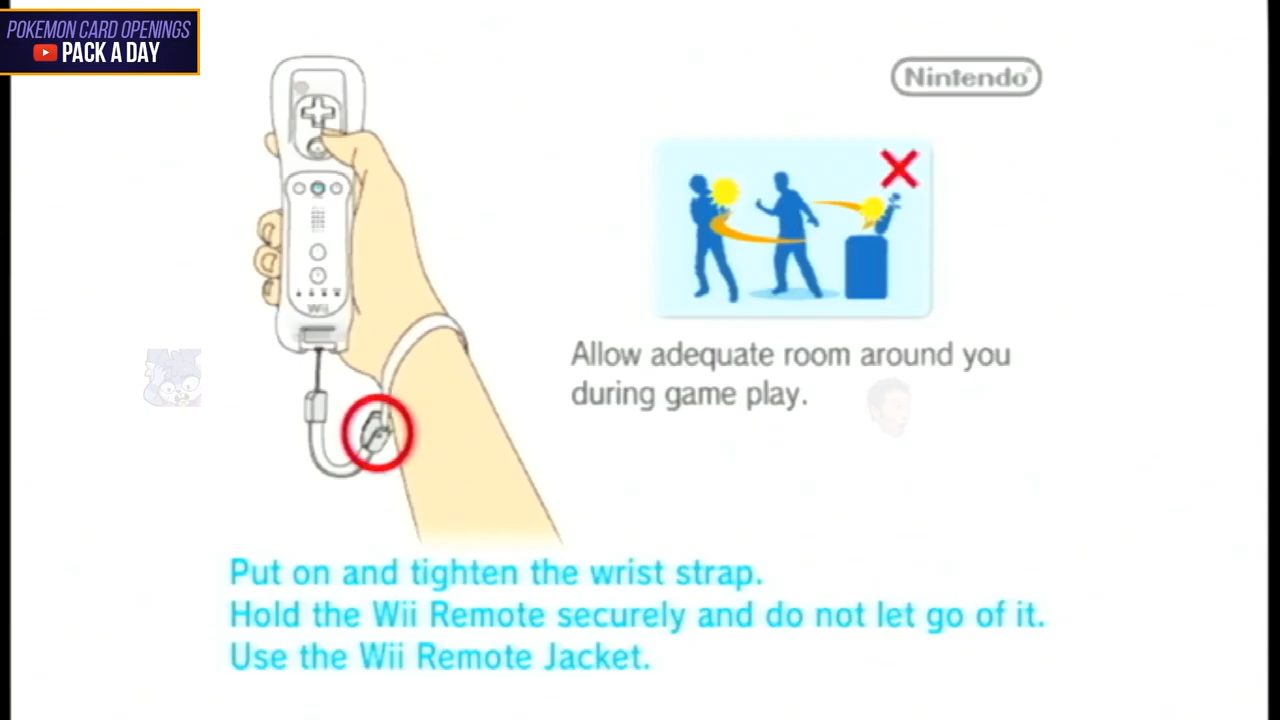 POKEMON CARD OPENINGS
PACK A DAY
Nintendo®
Wii
Allow adequate room around you
during game play.
Put on and tighten the wrist strap.
Hold the Wii Remote securely and do not let go of it.
Use the Wii Remote Jacket.